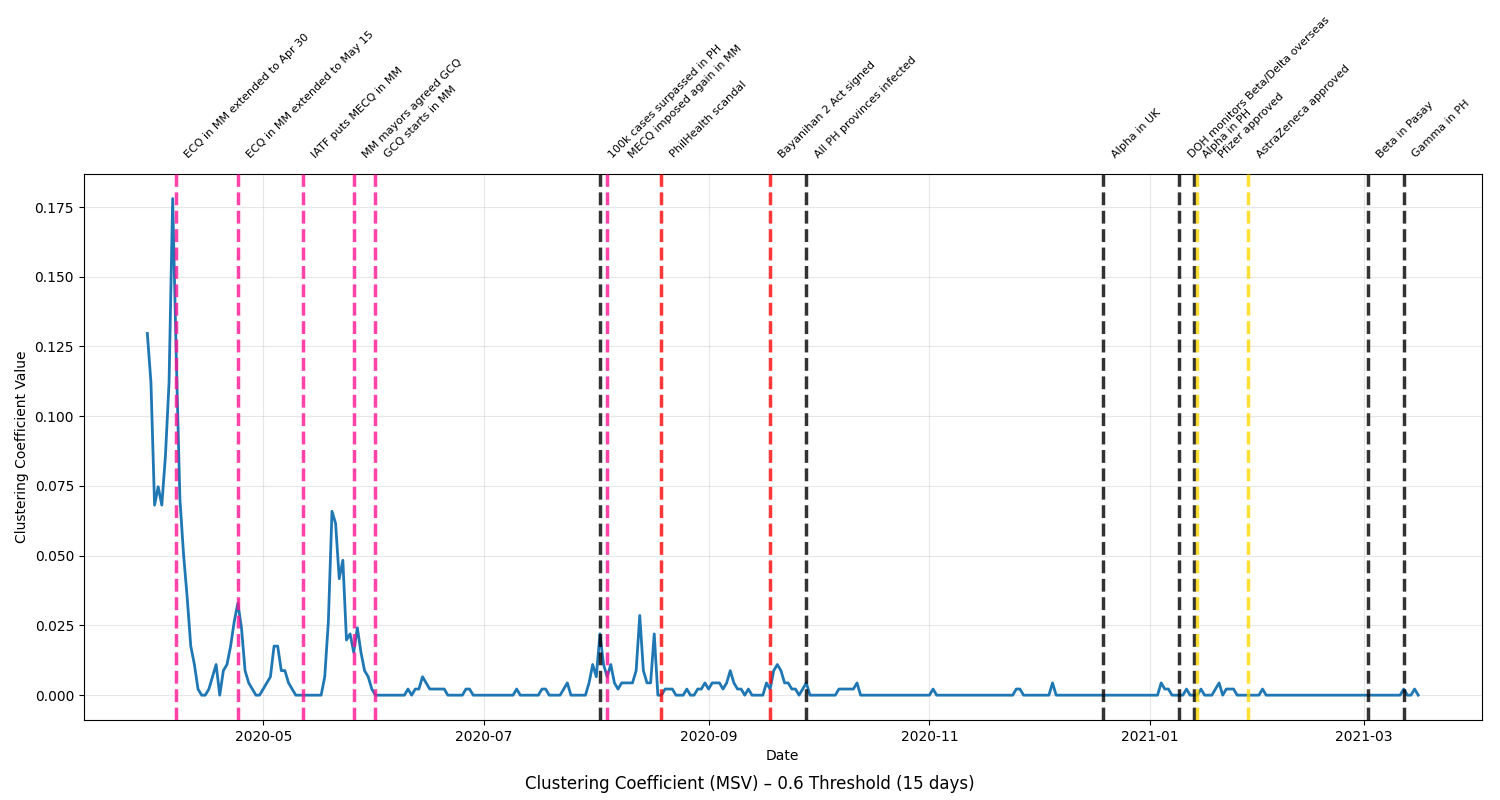 ECQ in MM extended to Apr 30
ECQ in MM extended to May 15
IATF puts MECQ in MM
MM mayors agreed GCQ
GCQ starts in MM
100k cases surpassed in PH
MECQ imposed again in MM
PhilHealth scandal
Bayanihan 2 Act signed
All PH provinces infected
Alpha in UK
DOH monitors Beta/Delta overseas
Alpha in PH
Pfizer approved
AstraZeneca approved
Beta in Pasay
Gamma in PH
Clustering Coefficient Value
0.175
0.150
0.125
0.100
0.075
0.050
0.025
0.000
2020-05
2020-07
2020-09
2020-11
2021-01
2021-03
Date
Clustering Coefficient (MSV) – 0.6 Threshold (15 days)